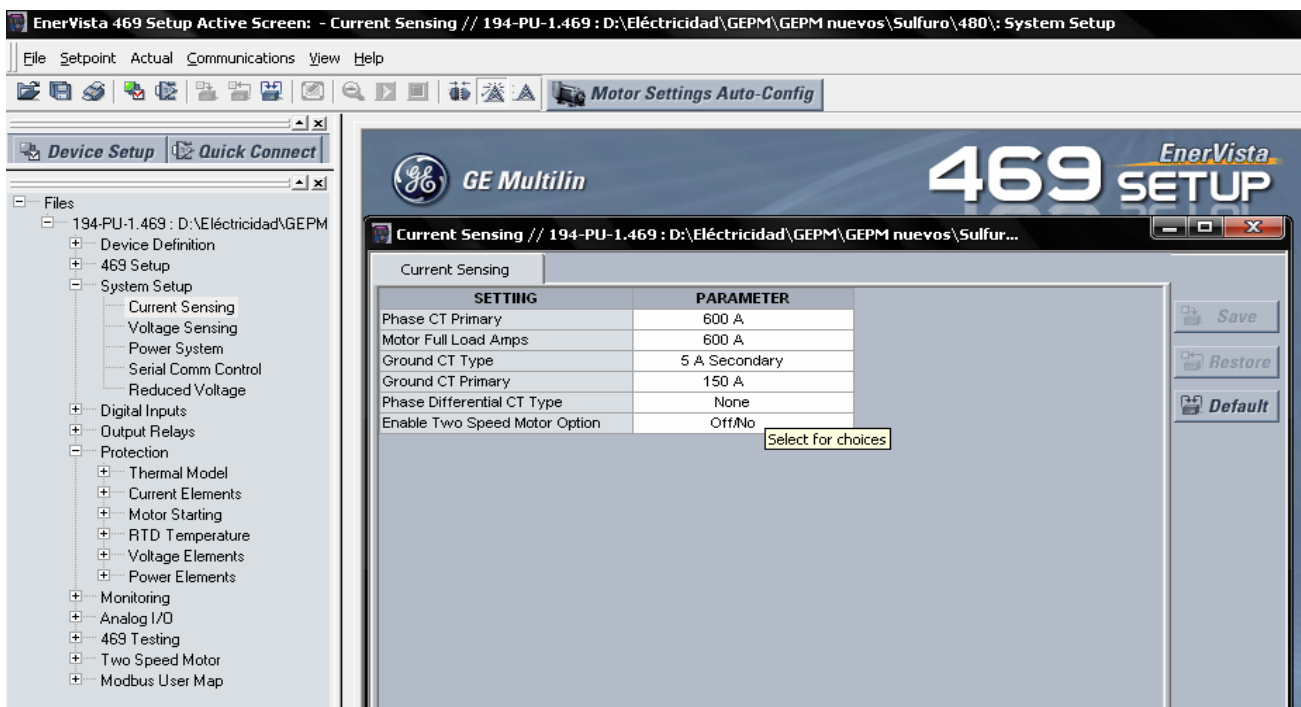 EnerVista 469 Setup Active Screen:  - Current Sensing // 194-PU-1.469 : D:\Eléctricidad\GEPM\GEPM nuevos\Sulfuro\480\: System Setup
File Setpoint Actual Communications View Help
Motor Settings Auto-Config
Device Setup Quick Connect
Files
194-PU-1.469 : D:\Eléctricidad\GEPM
Device Definition
469 Setup
System Setup
Current Sensing
Voltage Sensing
Power System
Serial Comm Control
Reduced Voltage
Digital Inputs
Output Relays
Protection
Thermal Model
Current Elements
Motor Starting
RTD Temperature
Voltage Elements
Power Elements
Monitoring
Analog I/O
469 Testing
Two Speed Motor
Modbus User Map
GE GE Multilin
469 EnerVista SETUP
Current Sensing // 194-PU-1.469 : D:\Eléctricidad\GEPM\GEPM nuevos\Sulfur...
Current Sensing
SETTING PARAMETER
Phase CT Primary 600 A
Motor Full Load Amps 600 A
Ground CT Type 5 A Secondary
Ground CT Primary 150 A
Phase Differential CT Type None
Enable Two Speed Motor Option Off/No
Select for choices
Save
Restore
Default